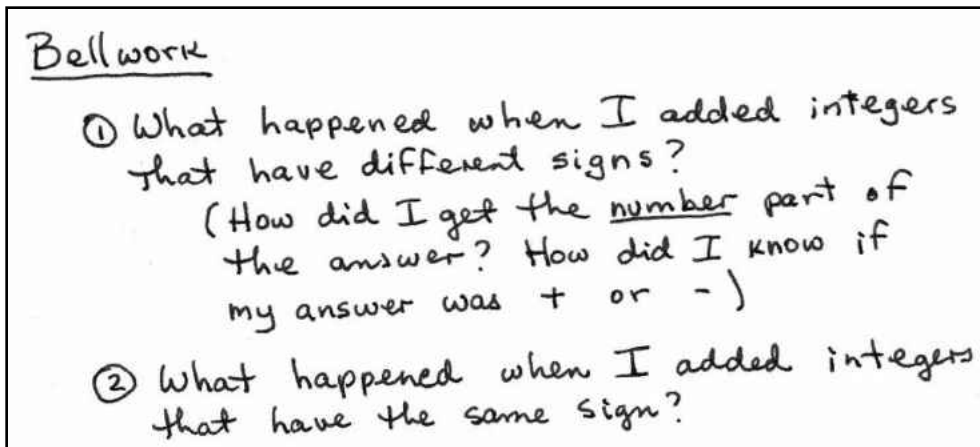 Bellwork
① What happened when I added integers
that have different signs?
(How did I get the number part of
the answer? How did I know if
my answer was + or -)
② What happened when I added integers
that have the same sign?